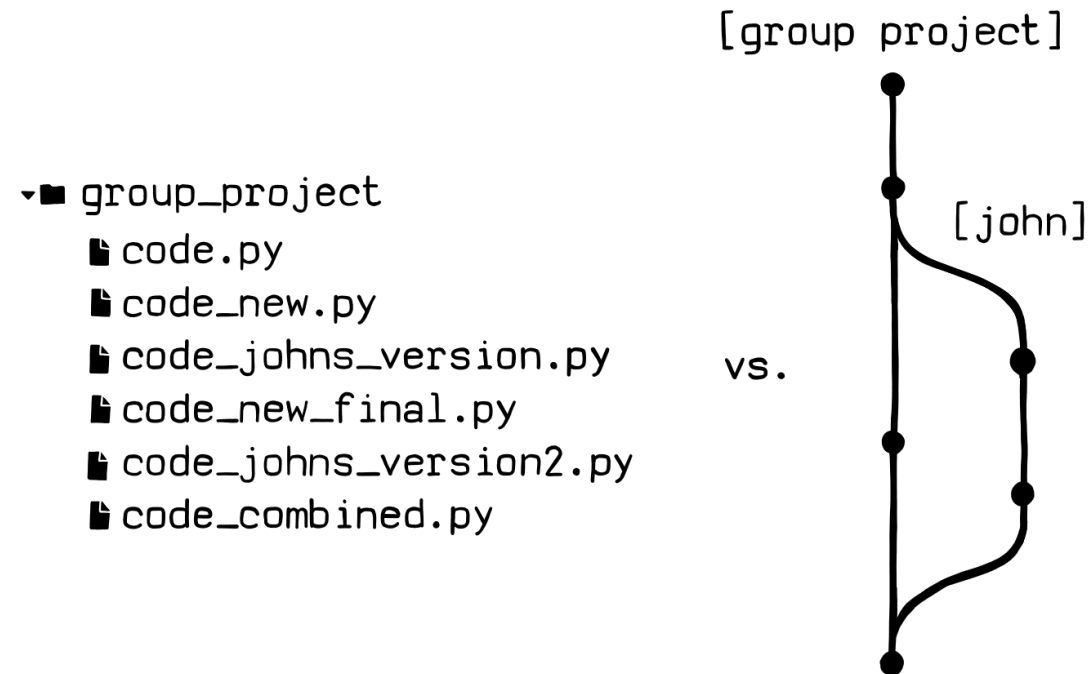 [group project]
group_project
[john]
code.py
code_new.py
code_johns_version.py
vs.
code_new_final.py
code_johns_version2.py
code_combined.py